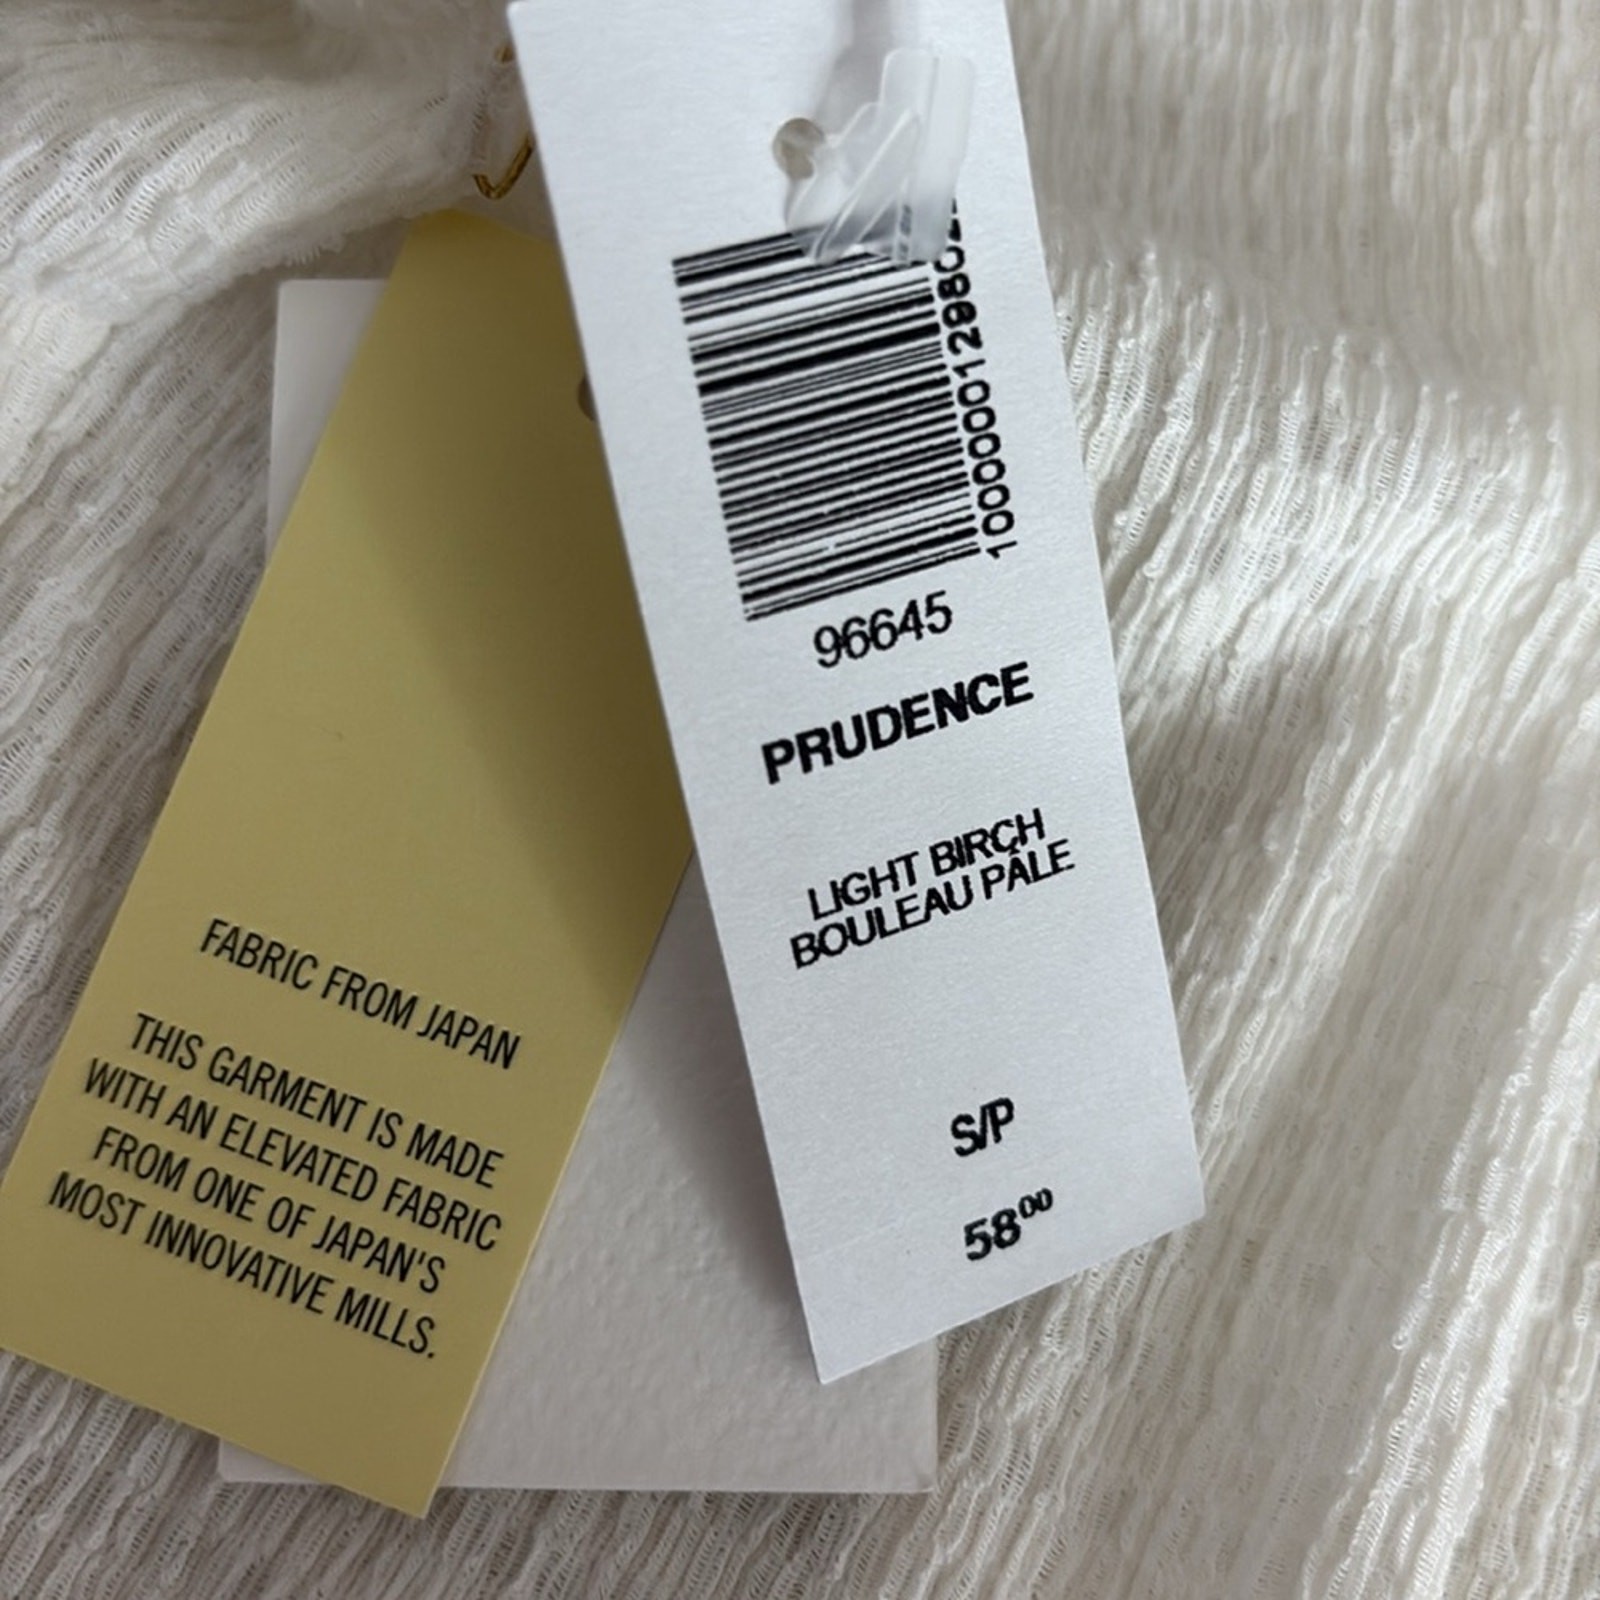 96645
PRUDENCE
LIGHT BIRCH
BOULEAU PÂLE
S/P
58⁰⁰
FABRIC FROM JAPAN
THIS GARMENT IS MADE
WITH AN ELEVATED FABRIC
FROM ONE OF JAPAN'S
MOST INNOVATIVE MILLS.